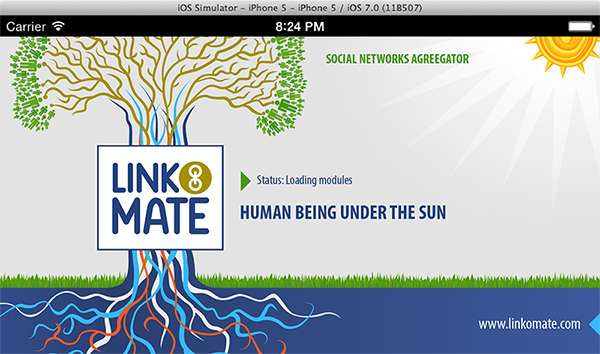 iOS Simulator - iPhone 5 - iPhone 5 / iOS 7.0 (11B507)
Carrier 8:24 PM
SOCIAL NETWORKS AGREEGATOR
LINK
MATE
Status: Loading modules
HUMAN BEING UNDER THE SUN
www.linkomate.com